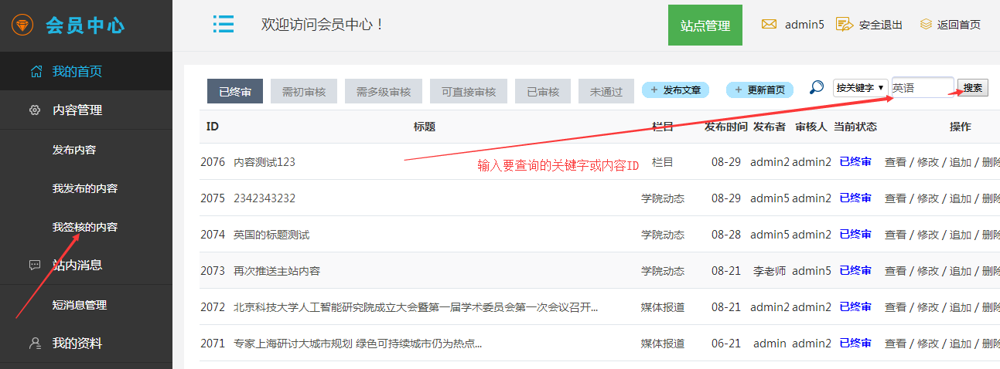 会员中心
欢迎访问会员中心！
站点管理
admin5
安全退出
返回首页
我的首页
内容管理
发布内容
我发布的内容
我签核的内容
站内消息
短消息管理
我的资料
已终审
需初审核
需多级审核
可直接审核
已审核
未通过
+ 发布文章
+ 更新首页
按关键字
英语
搜索
ID 标题 栏目 发布时间 发布者 审核人 当前状态 操作
2076 内容测试123 栏目 08-29 admin2 admin2 已终审 查看 / 修改 / 追加 / 删除
输入要查询的关键字或内容ID
2075 2342343232 学院动态 08-29 admin5 admin2 已终审 查看 / 修改 / 追加 / 删除
2074 英国的标题测试 学院动态 08-28 admin5 admin2 已终审 查看 / 修改 / 追加 / 删除
2073 再次推送主站内容 学院动态 08-21 李老师 admin5 已终审 查看 / 修改 / 追加 / 删除
2072 北京科技大学人工智能研究院成立大会暨第一届学术委员会第一次会议召开... 媒体报道 08-21 admin2 admin2 已终审 查看 / 修改 / 追加 / 删除
2071 专家上海研讨大城市规划 绿色可持续城市仍为热点... 媒体报道 06-21 admin admin2 已终审 查看 / 修改 / 追加 / 删除